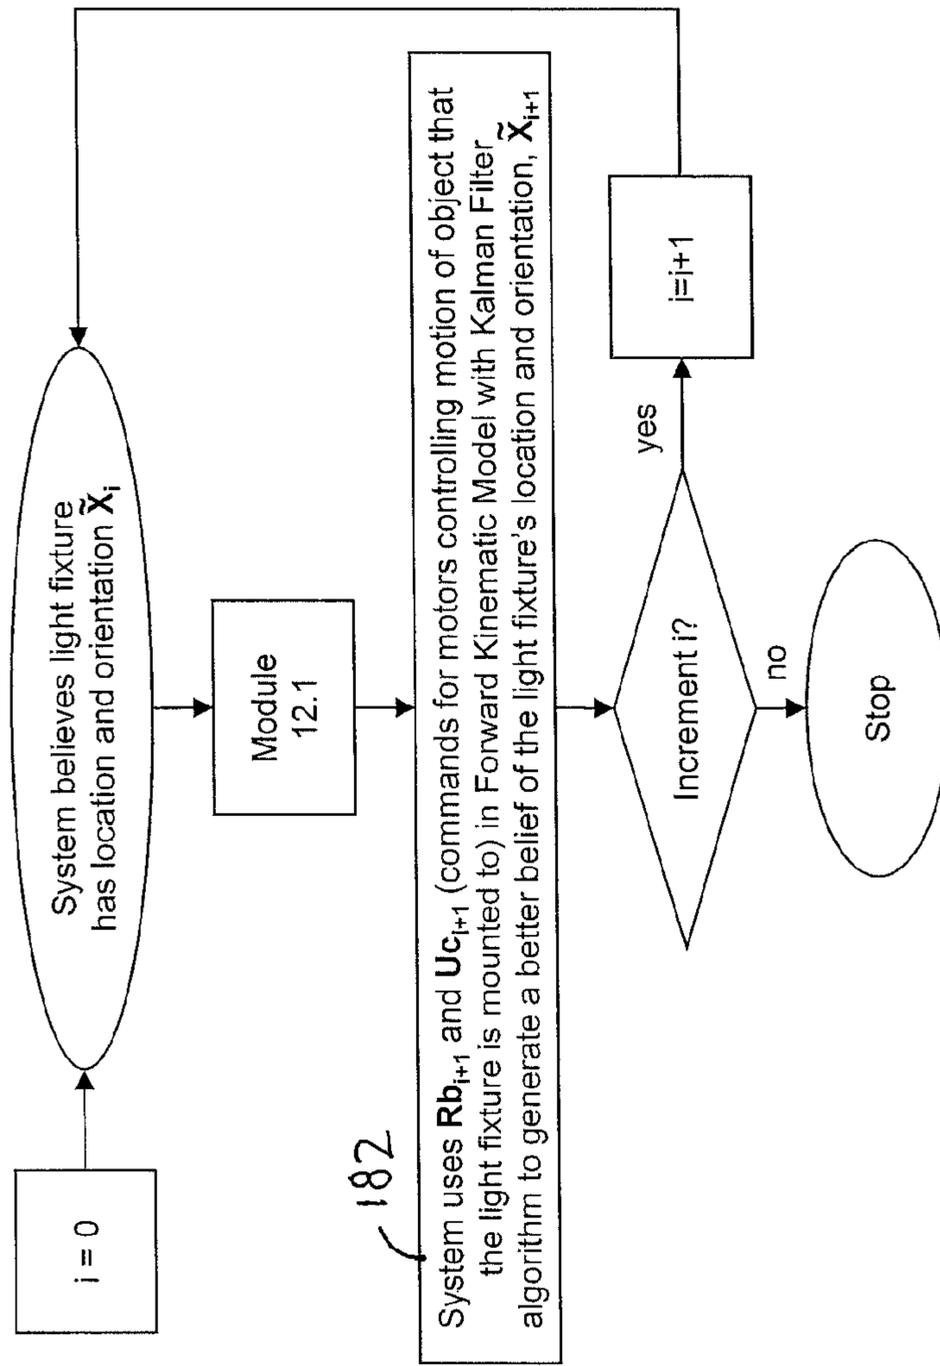 i = 0
System believes light fixture
has location and orientation X̃ᵢ
Module
12.1
182
System uses Rbᵢ₊₁ and Ucᵢ₊₁ (commands for motors controlling motion of object that
the light fixture is mounted to) in Forward Kinematic Model with Kalman Filter
algorithm to generate a better belief of the light fixture's location and orientation, X̃ᵢ₊₁
Increment i?
yes
i=i+1
no
Stop